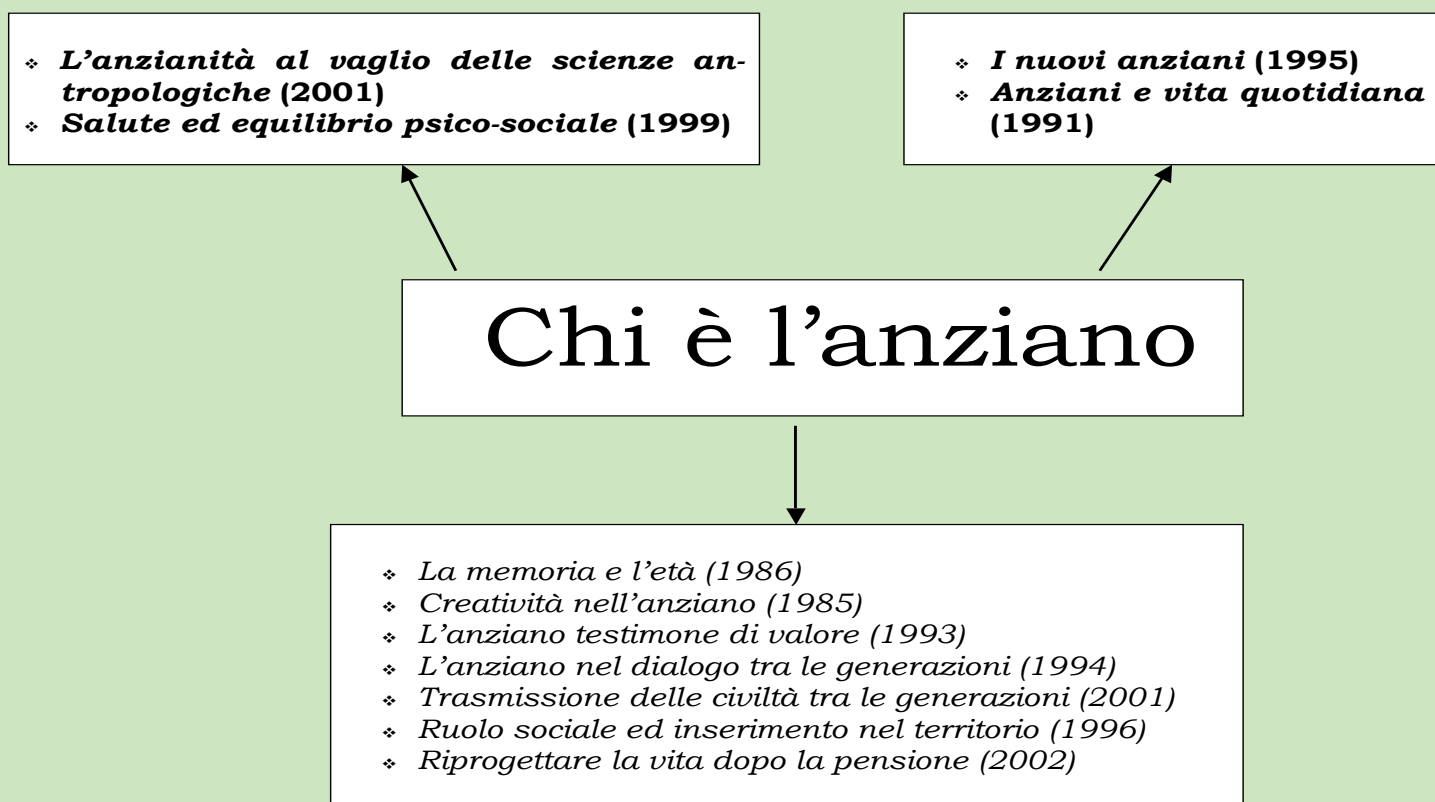 ❖ L’anzianità al vaglio delle scienze an-
tropologiche (2001)
❖ Salute ed equilibrio psico-sociale (1999)
❖ I nuovi anziani (1995)
❖ Anziani e vita quotidiana
(1991)
Chi è l’anziano
❖ La memoria e l’età (1986)
❖ Creatività nell’anziano (1985)
❖ L’anziano testimone di valore (1993)
❖ L’anziano nel dialogo tra le generazioni (1994)
❖ Trasmissione delle civiltà tra le generazioni (2001)
❖ Ruolo sociale ed inserimento nel territorio (1996)
❖ Riprogettare la vita dopo la pensione (2002)